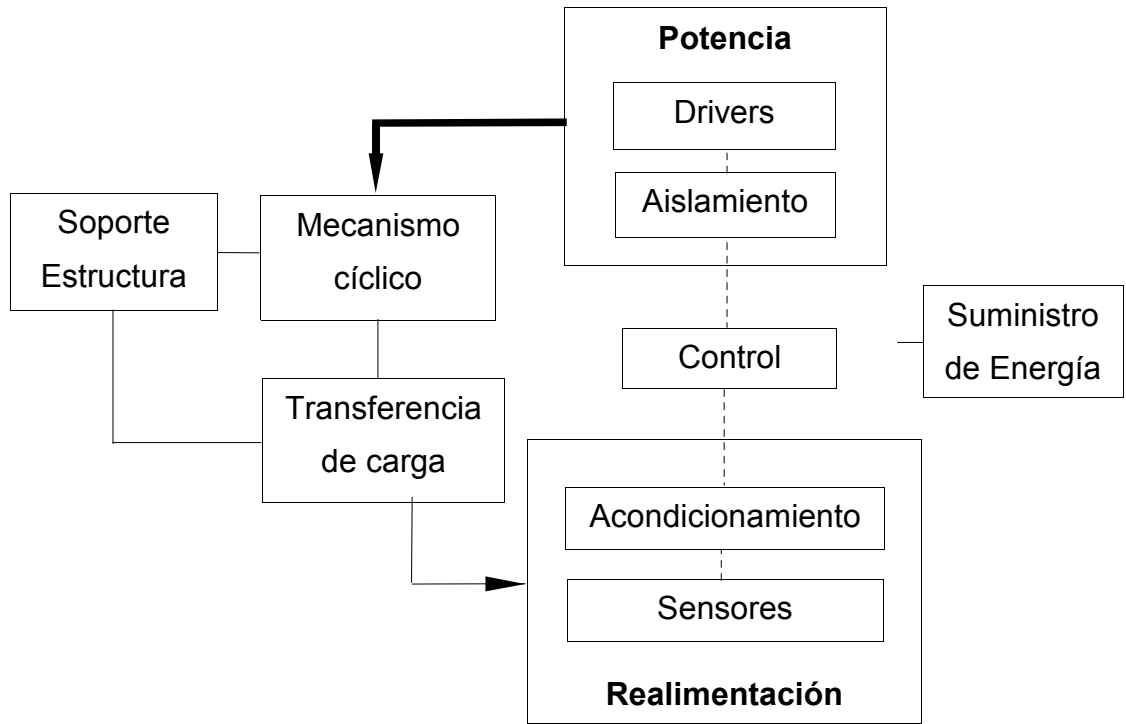 Potencia
Drivers
Aislamiento
Soporte
Estructura
Mecanismo
cíclico
Suministro
de Energía
Control
Transferencia
de carga
Acondicionamiento
Sensores
Realimentación